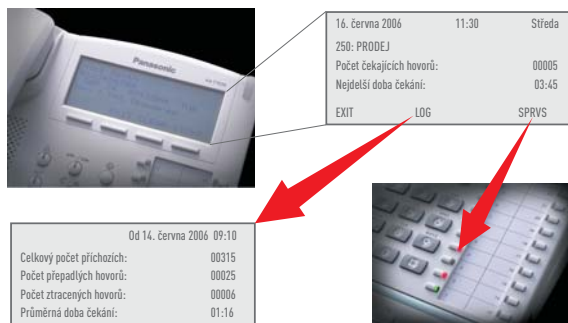 Panasonic
16. června 2006 11:30 Středa
250: PRODEJ
Počet čekajících hovorů: 00005
Nejdelší doba čekání: 03:45
EXIT LOG SPRVS
Od 14. června 2006 09:10
Celkový počet příchozích: 00315
Počet přepadlých hovorů: 00025
Počet ztracených hovorů: 00006
Průměrná doba čekání: 01:16